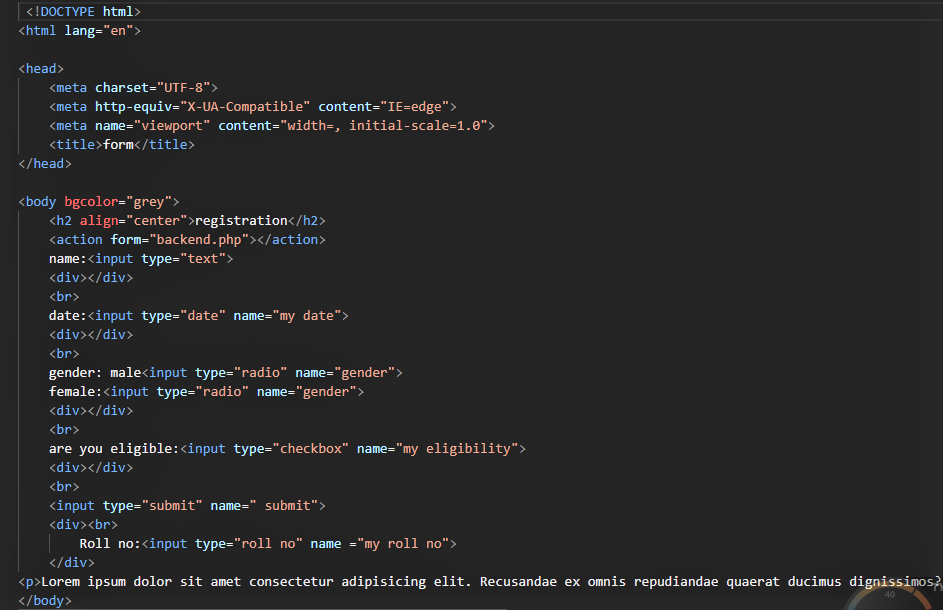 <!DOCTYPE html>
<html lang="en">
<head>
<meta charset="UTF-8">
<meta http-equiv="X-UA-Compatible" content="IE=edge">
<meta name="viewport" content="width=, initial-scale=1.0">
<title>form</title>
</head>
<body bgcolor="grey">
<h2 align="center">registration</h2>
<action form="backend.php"></action>
name:<input type="text">
<div></div>
<br>
date:<input type="date" name="my date">
<div></div>
<br>
gender: male<input type="radio" name="gender">
female:<input type="radio" name="gender">
<div></div>
<br>
are you eligible:<input type="checkbox" name="my eligibility">
<div></div>
<br>
<input type="submit" name=" submit">
<div><br>
Roll no:<input type="roll no" name ="my roll no">
</div>
<p>Lorem ipsum dolor sit amet consectetur adipisicing elit. Recusandae ex omnis repudiandae quaerat ducimus dignissimos?
</body>
40